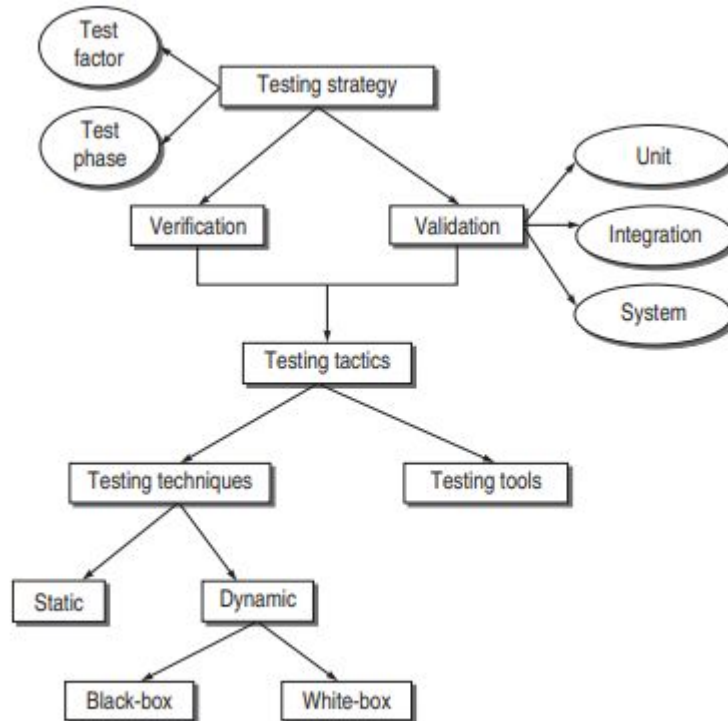 Test
factor
Testing strategy
Test
phase
Unit
Verification
Validation
Integration
System
Testing tactics
Testing techniques
Testing tools
Static
Dynamic
Black-box
White-box